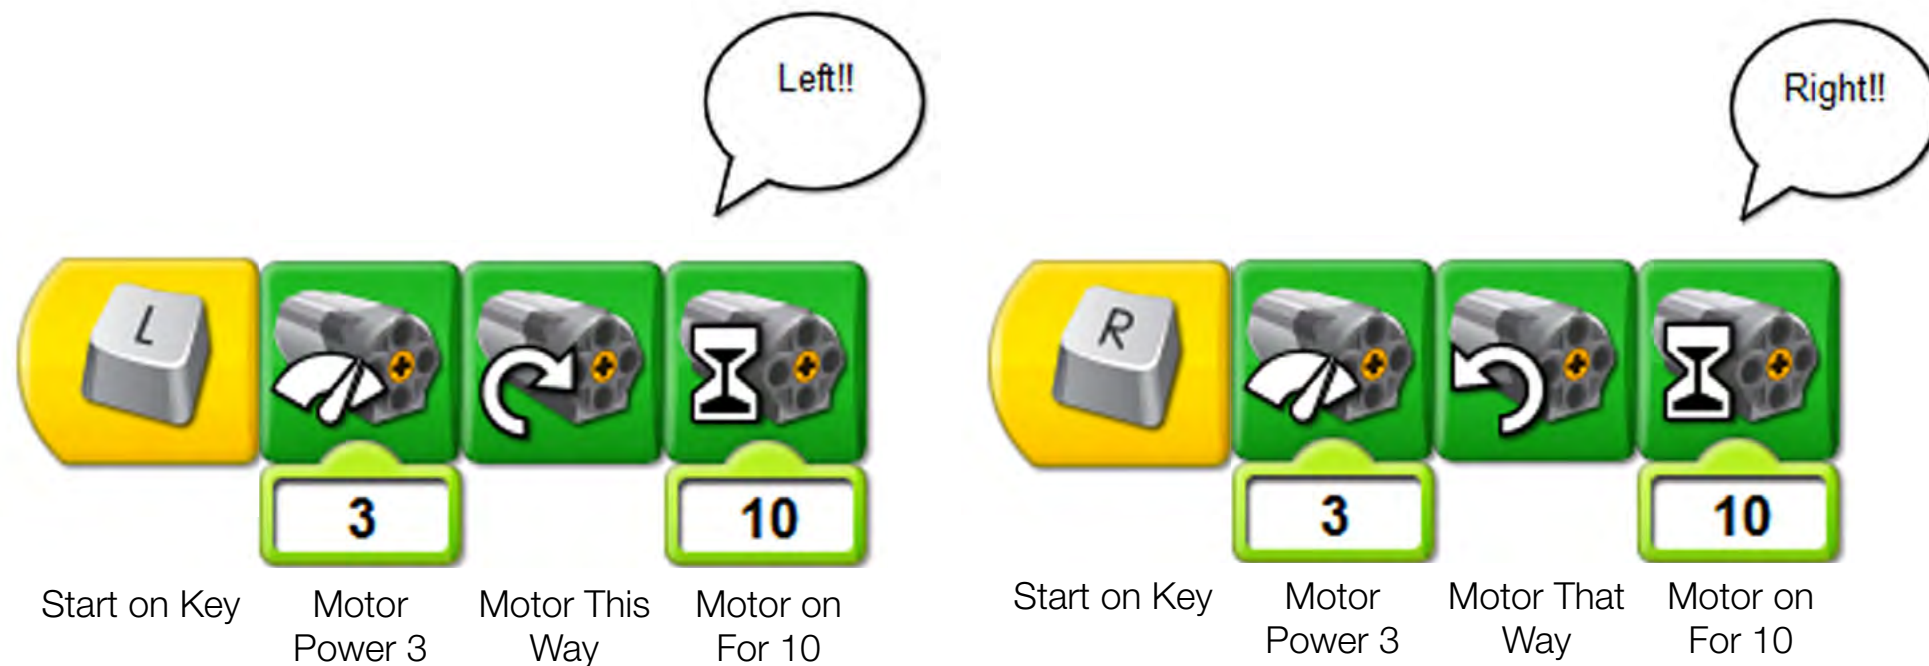 Left!!
L
3
10
Start on Key
Motor
Power 3
Motor This
Way
Motor on
For 10
Right!!
R
3
10
Start on Key
Motor
Power 3
Motor That
Way
Motor on
For 10